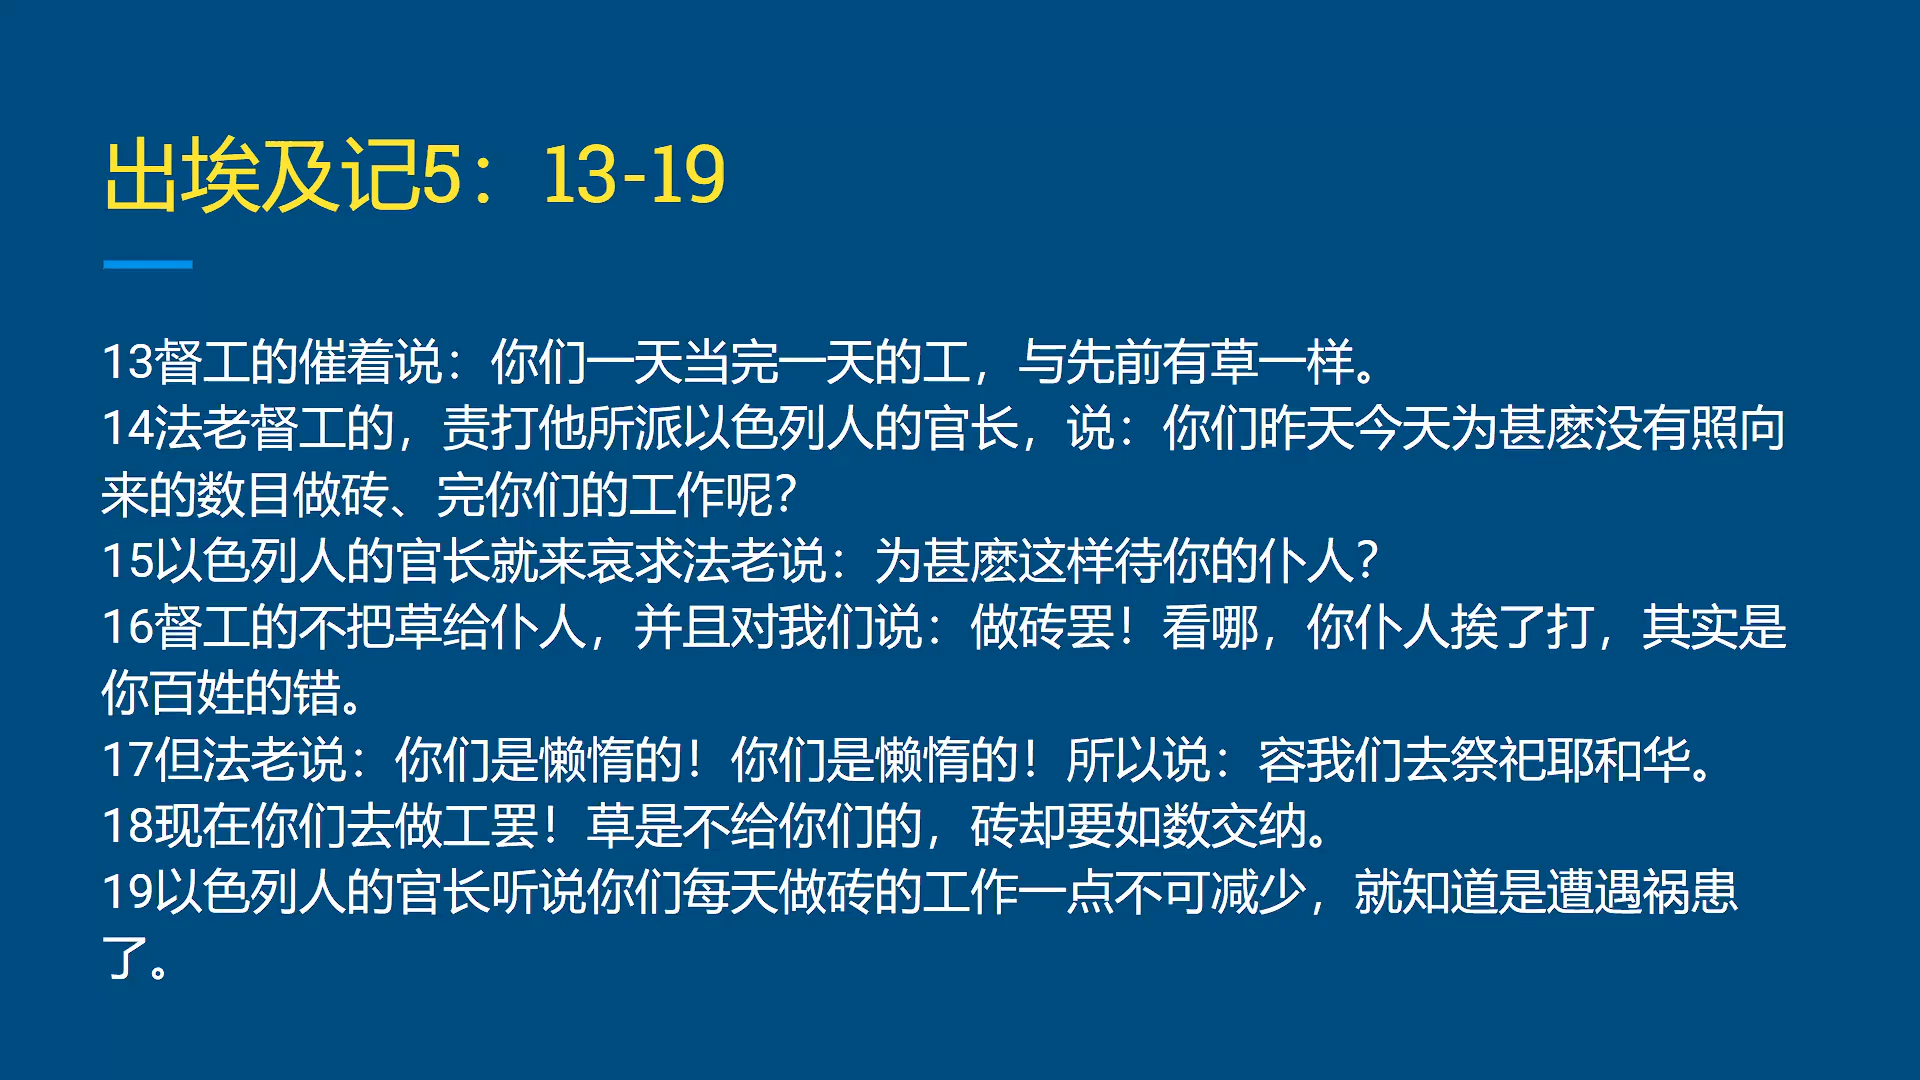 出埃及记5：13-19
13督工的催着说：你们一天当完一天的工，与先前有草一样。
14法老督工的，责打他所派以色列人的官长，说：你们昨天今天为甚麽没有照向
来的数目做砖、完你们的工作呢？
15以色列人的官长就来哀求法老说：为甚麽这样待你的仆人？
16督工的不把草给仆人，并且对我们说：做砖罢！看哪，你仆人挨了打，其实是
你百姓的错。
17但法老说：你们是懒惰的！你们是懒惰的！所以说：容我们去祭祀耶和华。
18现在你们去做工罢！草是不给你们的，砖却要如数交纳。
19以色列人的官长听说你们每天做砖的工作一点不可减少，就知道是遭遇祸患
了。